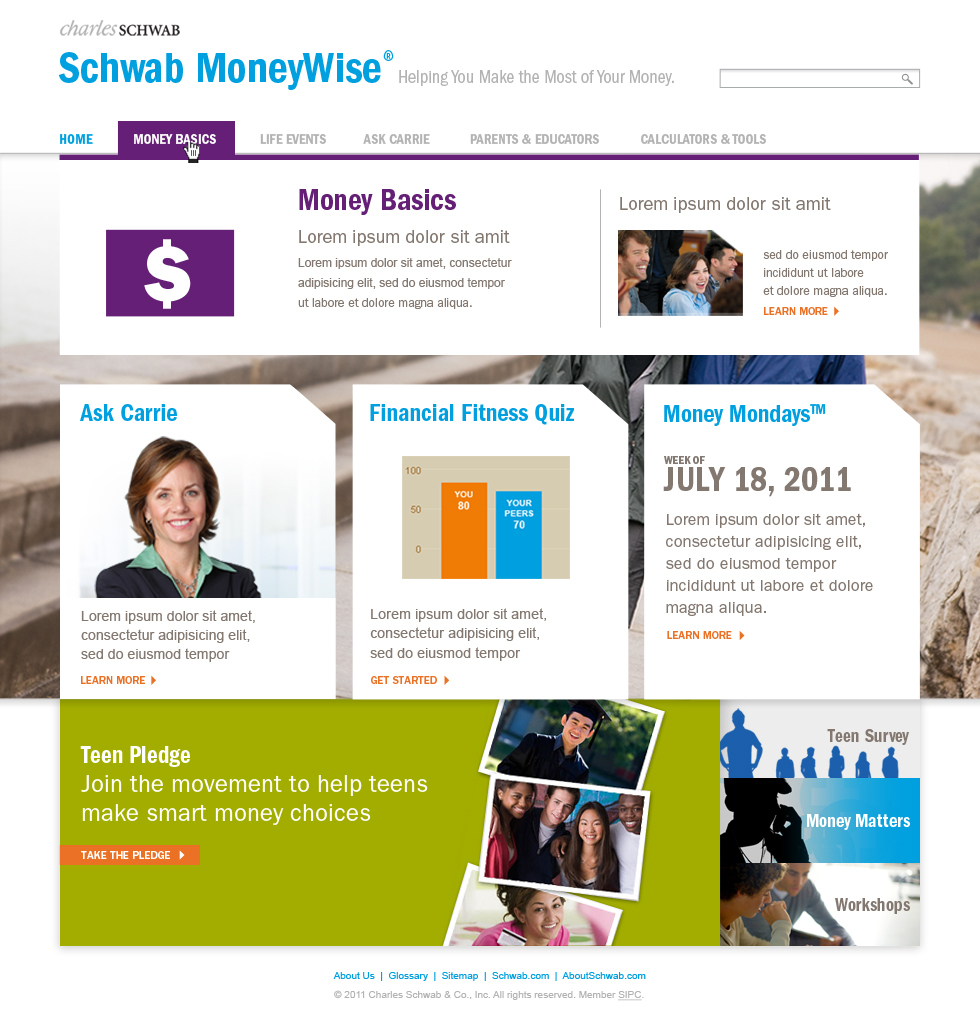 charles SCHWAB
Schwab MoneyWise® Helping You Make the Most of Your Money.
HOME MONEY BASICS LIFE EVENTS ASK CARRIE PARENTS & EDUCATORS CALCULATORS & TOOLS
$
Money Basics
Lorem ipsum dolor sit amit
Lorem ipsum dolor sit amet, consectetur
adipisicing elit, sed do eiusmod tempor
ut labore et dolore magna aliqua.
Lorem ipsum dolor sit amit
sed do eiusmod tempor
incididunt ut labore
et dolore magna aliqua.
LEARN MORE
Ask Carrie
Lorem ipsum dolor sit amet,
consectetur adipisicing elit,
sed do eiusmod tempor
LEARN MORE
Financial Fitness Quiz
100
50
0
YOU
80
YOUR
PEERS
70
Lorem ipsum dolor sit amet,
consectetur adipisicing elit,
sed do eiusmod tempor
GET STARTED
Money Mondays™
WEEK OF
JULY 18, 2011
Lorem ipsum dolor sit amet,
consectetur adipisicing elit,
sed do eiusmod tempor
incididunt ut labore et dolore
magna aliqua.
LEARN MORE
Teen Pledge
Join the movement to help teens
make smart money choices
TAKE THE PLEDGE
Teen Survey
Money Matters
Workshops
About Us | Glossary | Sitemap | Schwab.com | AboutSchwab.com
© 2011 Charles Schwab & Co., Inc. All rights reserved. Member SIPC.